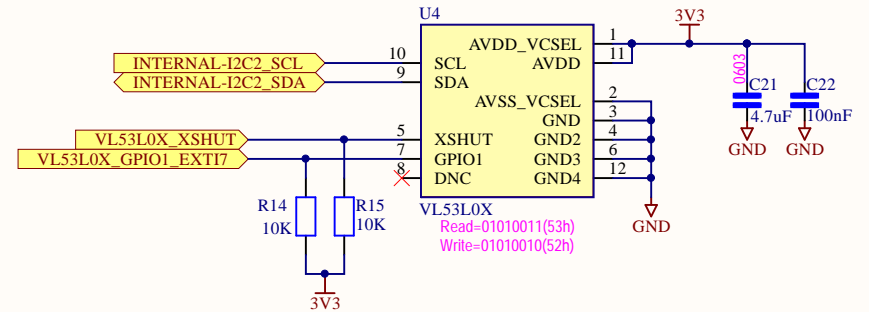 U4
3V3
INTERNAL-I2C2_SCL
10
SCL
AVDD_VCSEL
1
INTERNAL-I2C2_SDA
9
SDA
AVDD
11
0603
C21
4.7uF
C22
100nF
AVSS_VCSEL
2
GND
3
VL53L0X_XSHUT
5
XSHUT
GND2
4
GND
GND
VL53L0X_GPIO1_EXTI7
7
GPIO1
GND3
6
8
DNC
GND4
12
R14
10K
R15
10K
VL53L0X
GND
Read=01010011(53h)
Write=01010010(52h)
3V3